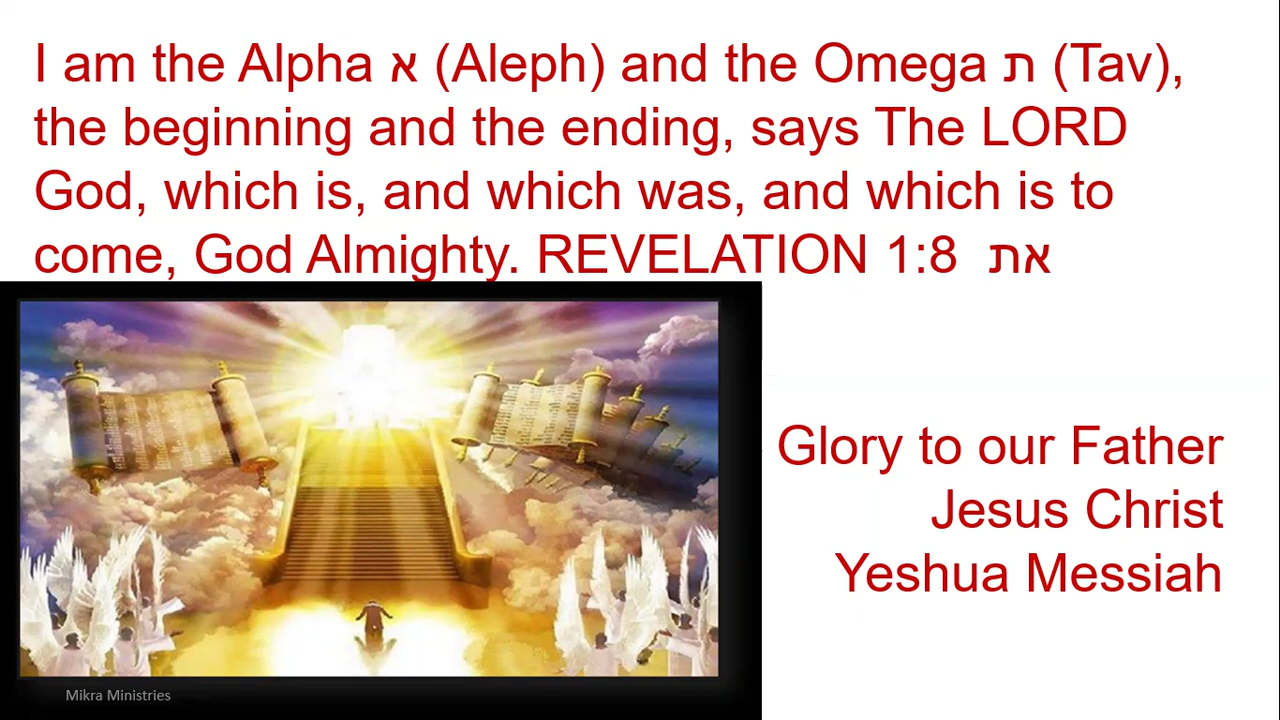 I am the Alpha א (Aleph) and the Omega ת (Tav),
the beginning and the ending, says The LORD
God, which is, and which was, and which is to
come, God Almighty. REVELATION 1:8 את
Glory to our Father
Jesus Christ
Yeshua Messiah
Mikra Ministries